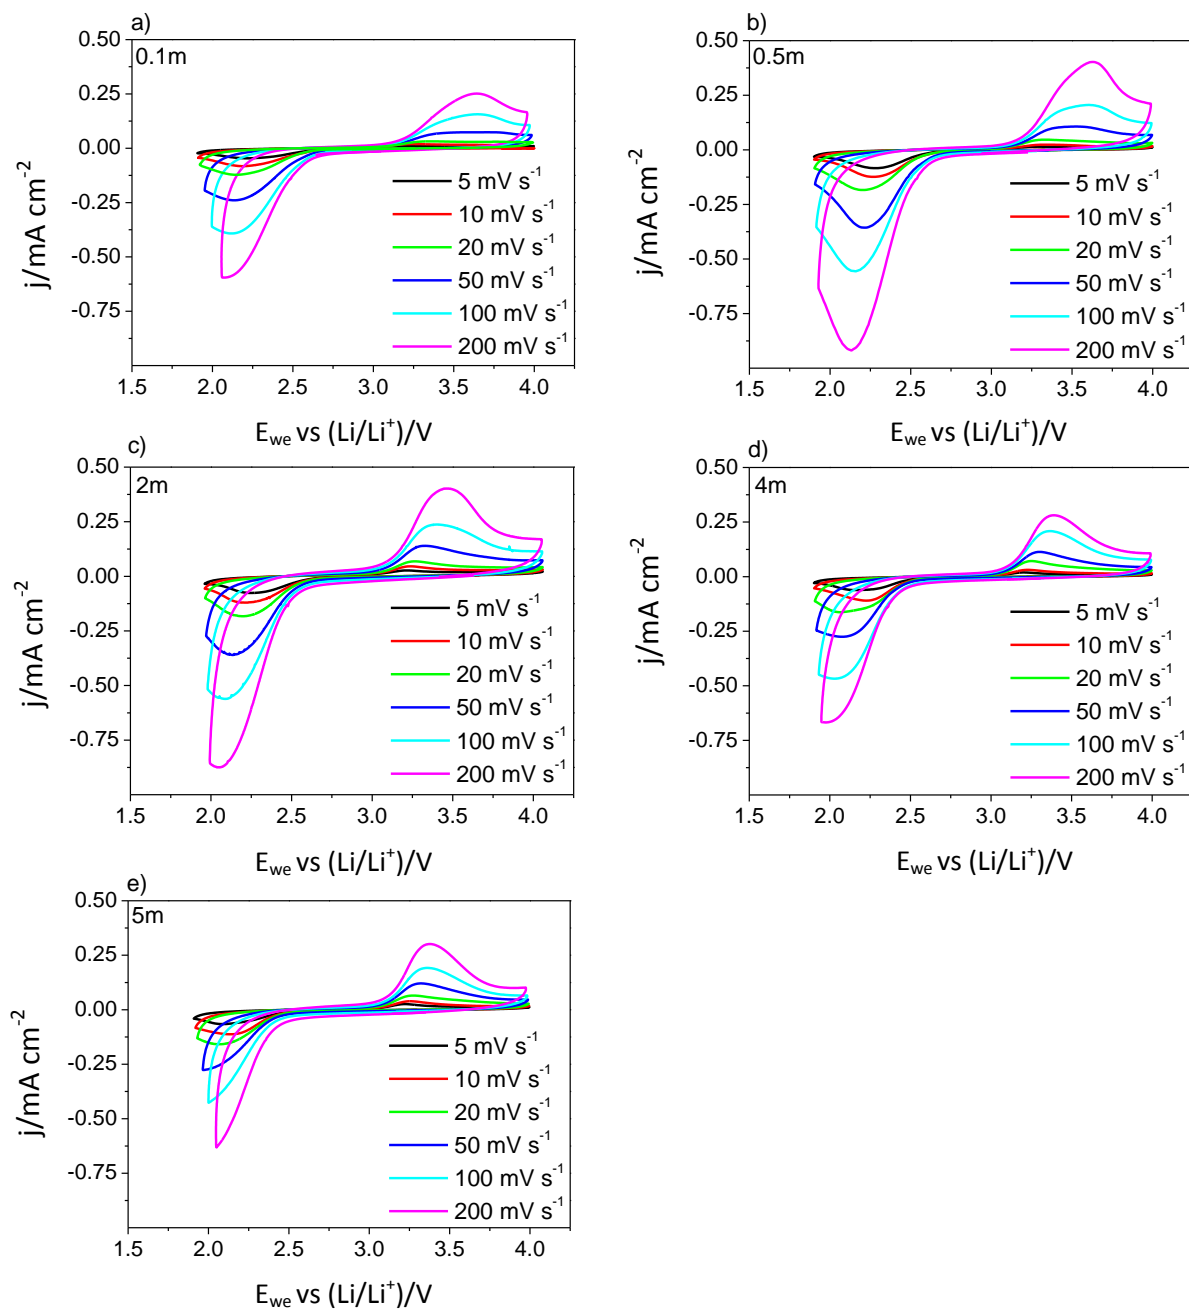 a)
0.1m
0.50
0.25
0.00
-0.25
-0.50
-0.75
j/mA cm⁻²
5 mV s⁻¹
10 mV s⁻¹
20 mV s⁻¹
50 mV s⁻¹
100 mV s⁻¹
200 mV s⁻¹
1.5 2.0 2.5 3.0 3.5 4.0
E_we vs (Li/Li⁺)/V
b)
0.5m
0.50
0.25
0.00
-0.25
-0.50
-0.75
j/mA cm⁻²
5 mV s⁻¹
10 mV s⁻¹
20 mV s⁻¹
50 mV s⁻¹
100 mV s⁻¹
200 mV s⁻¹
1.5 2.0 2.5 3.0 3.5 4.0
E_we vs (Li/Li⁺)/V
c)
2m
0.50
0.25
0.00
-0.25
-0.50
-0.75
j/mA cm⁻²
5 mV s⁻¹
10 mV s⁻¹
20 mV s⁻¹
50 mV s⁻¹
100 mV s⁻¹
200 mV s⁻¹
1.5 2.0 2.5 3.0 3.5 4.0
E_we vs (Li/Li⁺)/V
d)
4m
0.50
0.25
0.00
-0.25
-0.50
-0.75
j/mA cm⁻²
5 mV s⁻¹
10 mV s⁻¹
20 mV s⁻¹
50 mV s⁻¹
100 mV s⁻¹
200 mV s⁻¹
1.5 2.0 2.5 3.0 3.5 4.0
E_we vs (Li/Li⁺)/V
e)
5m
0.50
0.25
0.00
-0.25
-0.50
-0.75
j/mA cm⁻²
5 mV s⁻¹
10 mV s⁻¹
20 mV s⁻¹
50 mV s⁻¹
100 mV s⁻¹
200 mV s⁻¹
1.5 2.0 2.5 3.0 3.5 4.0
E_we vs (Li/Li⁺)/V